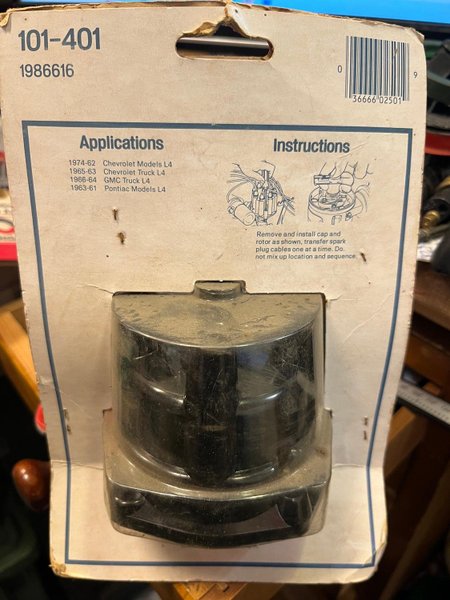 101-401
1986616
0
9
36666 02501
Applications
1974-62 Chevrolet Models L4
1965-63 Chevrolet Truck L4
1966-64 GMC Truck L4
1963-61 Pontiac Models L4
Instructions
Remove and install cap and
rotor as shown, transfer spark
plug cables one at a time. Do
not mix up location and sequence.